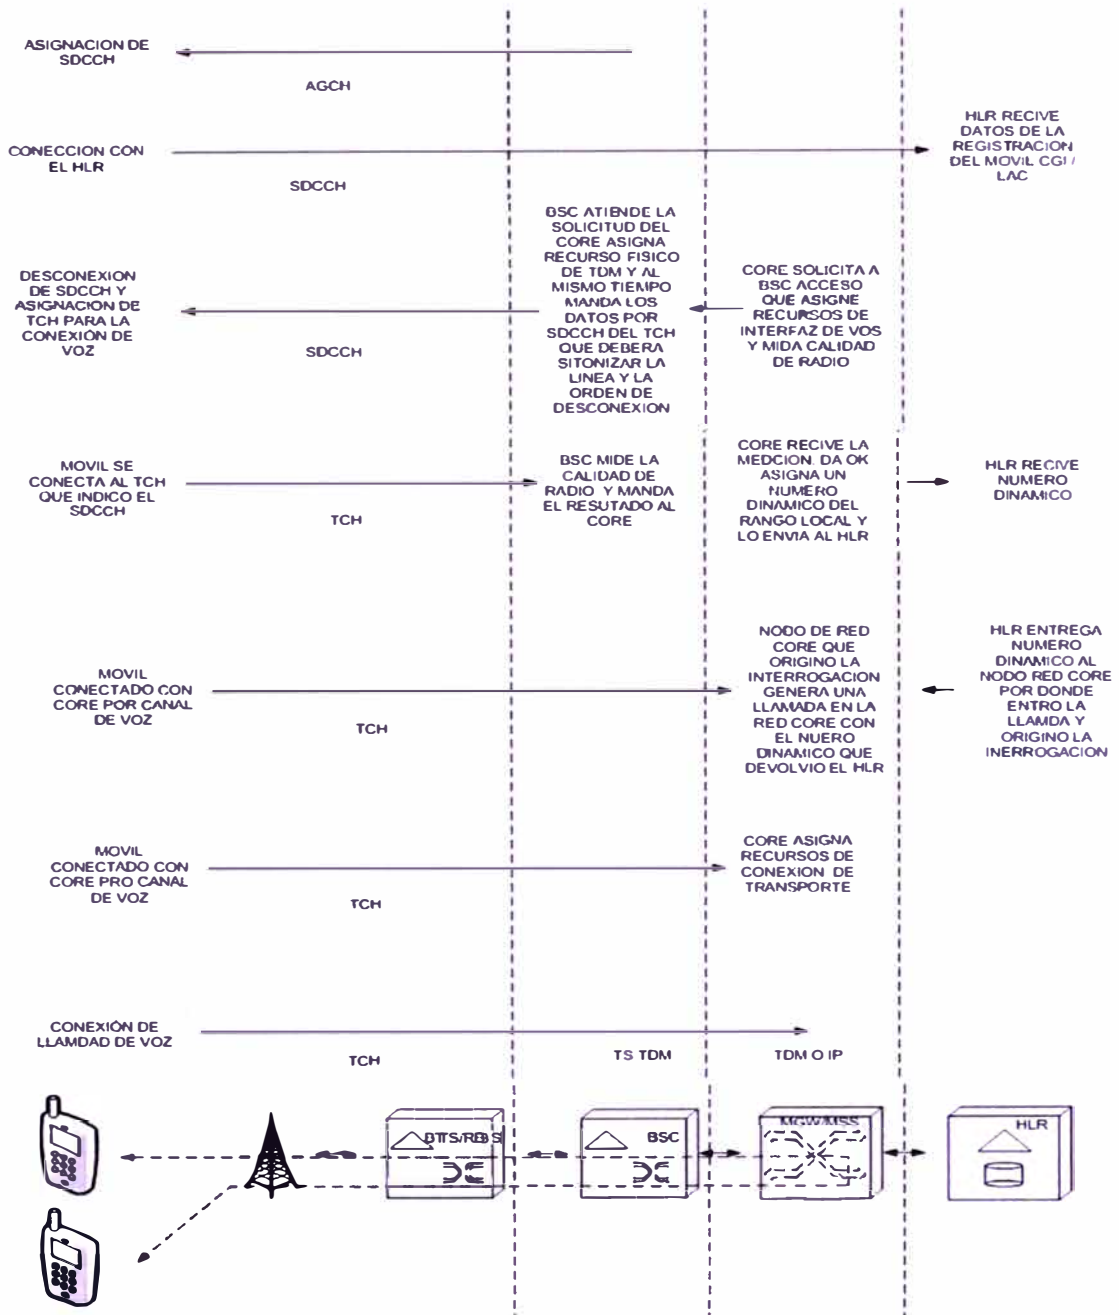 ASIGNACION DE
SDCCH
AGCH
CONECCION CON
EL HLR
SDCCH
HLR RECIVE
DATOS DE LA
REGISTRACION
DEL MOVIL CGI /
LAC
DESCONEXION
DE SDCCH Y
ASIGNACION DE
TCH PARA LA
CONEXIÓN DE
VOZ
SDCCH
BSC ATIENDE LA
SOLICITUD DEL
CORE ASIGNA
RECURSO FISICO
DE TDM Y AL
MISMO TIEMPO
MANDA LOS
DATOS POR
SDCCH DEL TCH
QUE DEBERA
SITONIZAR LA
LINEA Y LA
ORDEN DE
DESCONEXION
CORE SOLICITA A
BSC ACCESO
QUE ASIGNE
RECURSOS DE
INTERFAZ DE VOS
Y MIDA CALIDAD
DE RADIO
MOVIL SE
CONECTA AL TCH
QUE INDICO EL
SDCCH
TCH
BSC MIDE LA
CALIDAD DE
RADIO Y MANDA
EL RESUTADO AL
CORE
CORE RECIVE LA
MEDCION, DA OK
ASIGNA UN
NUMERO
DINAMICO DEL
RANGO LOCAL Y
LO ENVIA AL HLR
HLR RECIVE
NUMERO
DINAMICO
MOVIL
CONECTADO CON
CORE POR CANAL
DE VOZ
TCH
NODO DE RED
CORE QUE
ORIGINO LA
INTERROGACION
GENERA UNA
LLAMADA EN LA
RED CORE CON
EL NUERO
DINAMICO QUE
DEVOLVIO EL HLR
HLR ENTREGA
NUMERO
DINAMICO AL
NODO RED CORE
POR DONDE
ENTRO LA
LLAMDA Y
ORIGINO LA
INERROGACION
MOVIL
CONECTADO CON
CORE PRO CANAL
DE VOZ
TCH
CORE ASIGNA
RECURSOS DE
CONEXION DE
TRANSPORTE
CONEXIÓN DE
LLAMDAD DE VOZ
TCH
TS TDM
TDM O IP
BTS/RBS
BSC
MGW/MSS
HLR